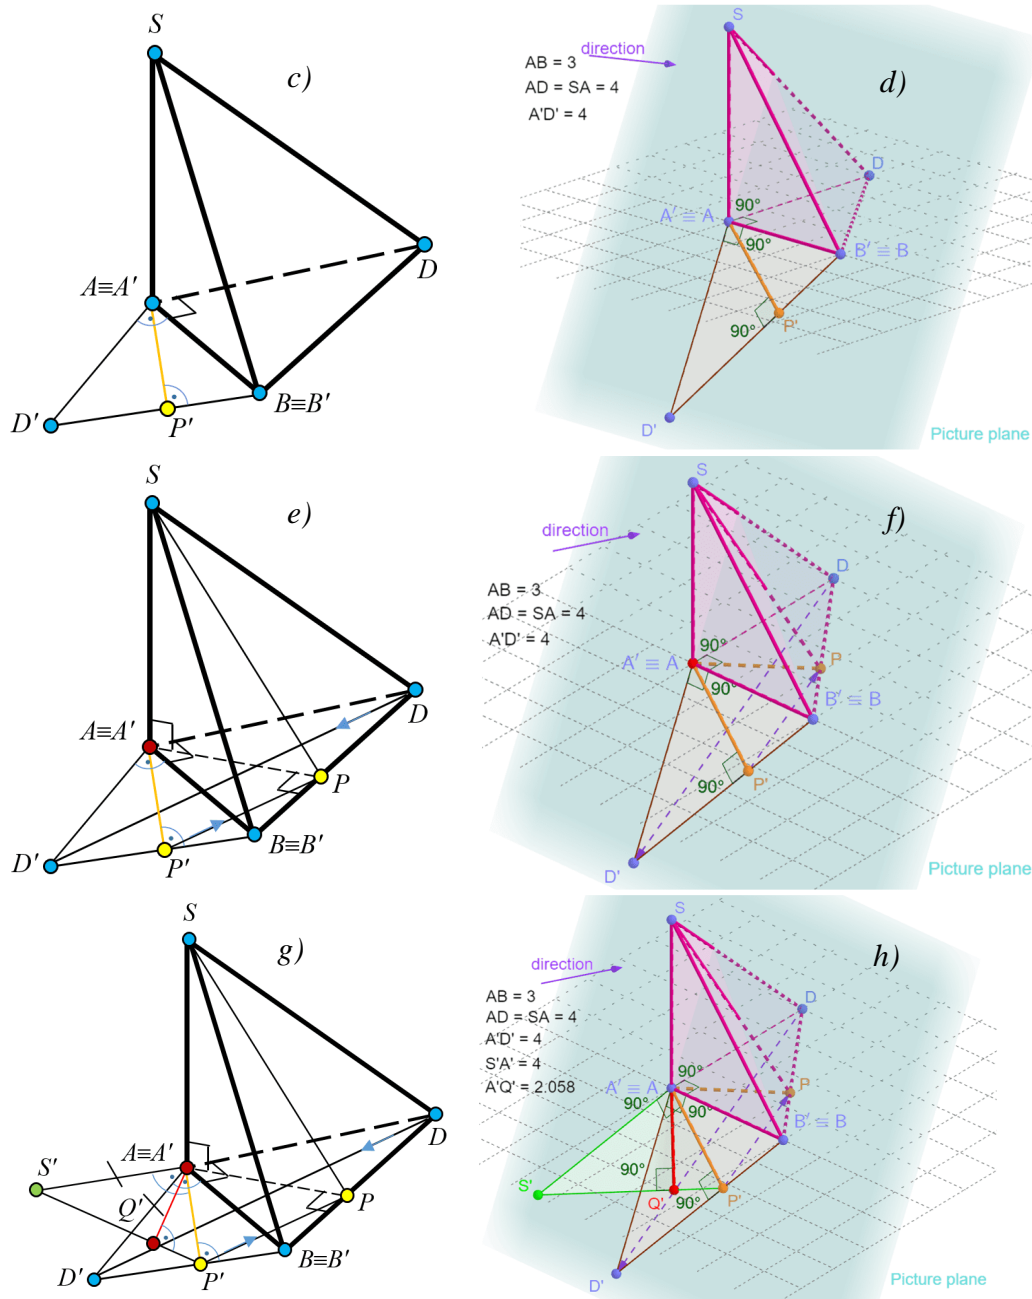 S
c)
A≡A'
D
D'
P'
B≡B'
S
direction
AB = 3
AD = SA = 4
A'D' = 4
d)
D
90°
A' ≡ A
90°
B' ≡ B
90°
P'
D'
Picture plane
S
e)
A≡A'
D
P
D'
P'
B≡B'
S
f)
direction
AB = 3
AD = SA = 4
A'D' = 4
D
90°
A' ≡ A
P
90°
B' ≡ B
90°
P'
D'
Picture plane
S
g)
A≡A'
D
S'
Q'
P
D'
P'
B≡B'
S
h)
direction
AB = 3
AD = SA = 4
A'D' = 4
S'A' = 4
A'Q' = 2.058
D
90°
A' ≡ A
P
90°
90°
B' ≡ B
90°
S'
Q'
90°
P'
D'
Picture plane